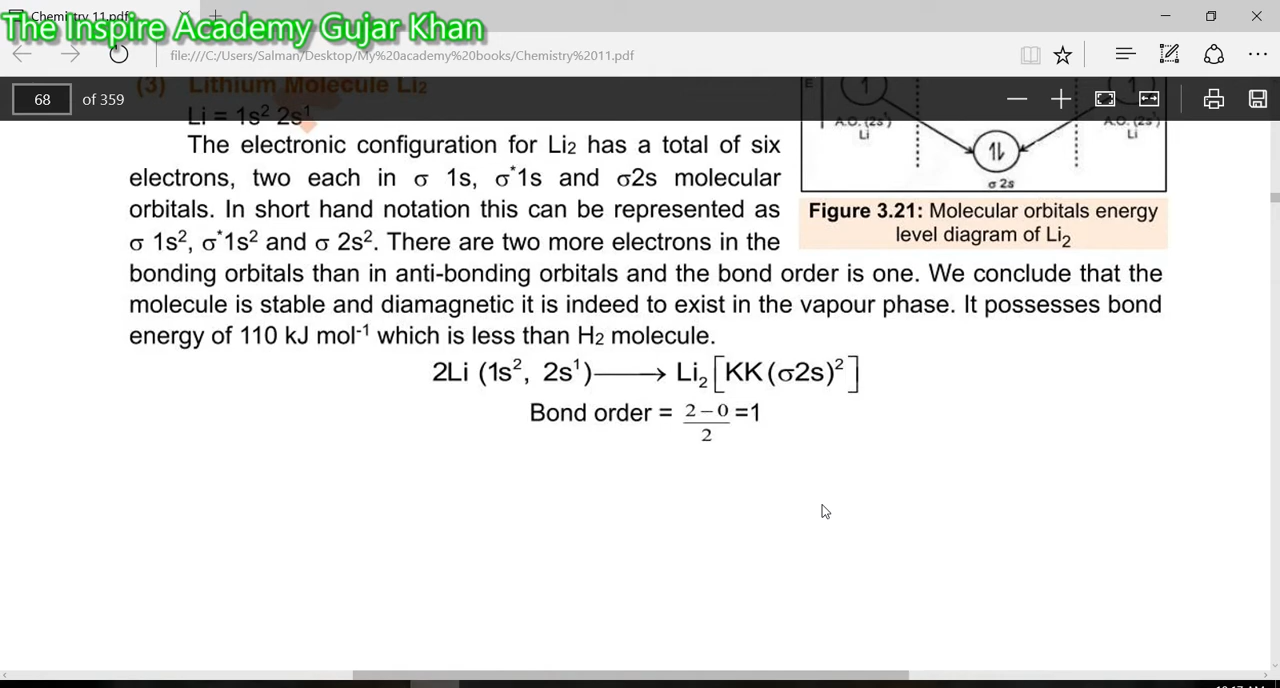 Chemistry 11.pdf
The Inspire Academy Gujar Khan
file:///C:/Users/Salman/Desktop/My%20academy%20books/Chemistry%2011.pdf
68 of 359
(3) Lithium Molecule Li₂
Li = 1s² 2s¹
The electronic configuration for Li₂ has a total of six
electrons, two each in σ 1s, σ*1s and σ2s molecular
orbitals. In short hand notation this can be represented as
σ 1s², σ*1s² and σ 2s². There are two more electrons in the
bonding orbitals than in anti-bonding orbitals and the bond order is one. We conclude that the
molecule is stable and diamagnetic it is indeed to exist in the vapour phase. It possesses bond
energy of 110 kJ mol⁻¹ which is less than H₂ molecule.
2Li (1s², 2s¹)⟶ Li₂[KK(σ2s)²]
Bond order = (2–0)/2 =1
E
1 1
A.O. (2s¹) A.O. (2s¹)
Li Li
⥮
σ 2s
Figure 3.21: Molecular orbitals energy
level diagram of Li₂